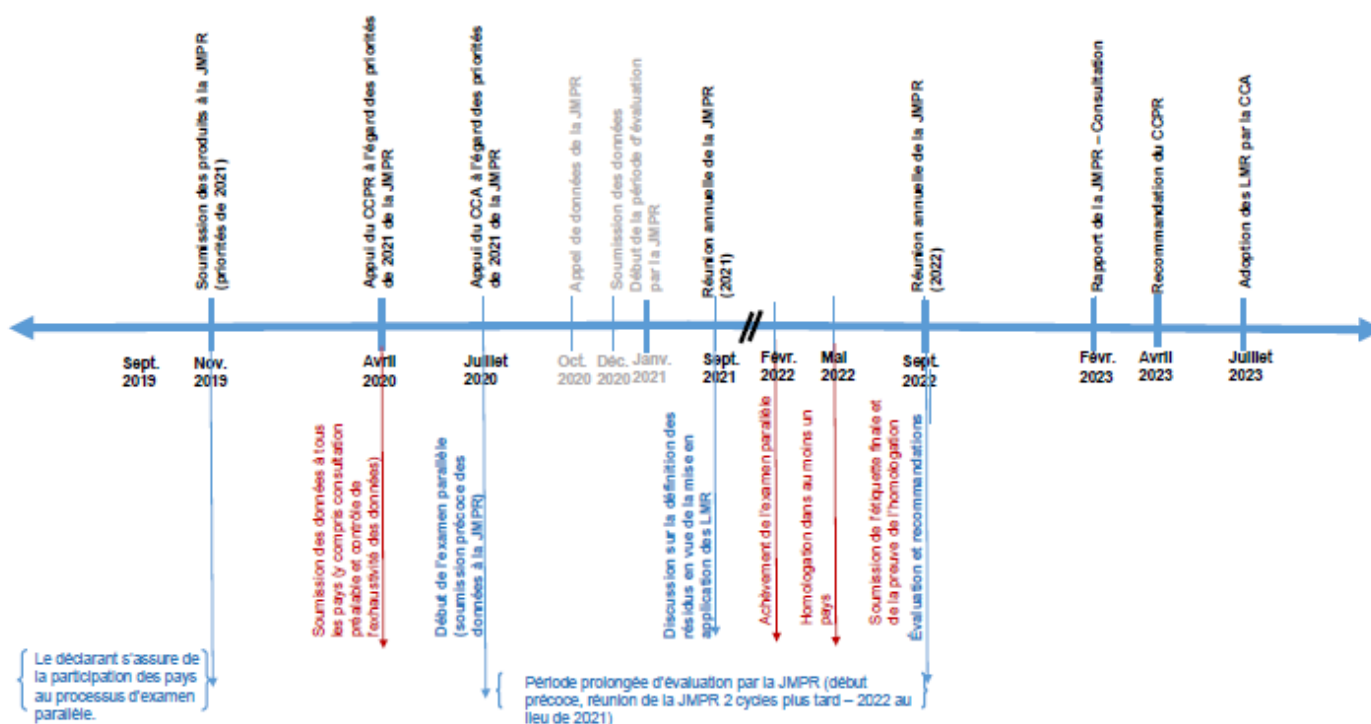 Soumission des produits à la JMPR
(priorités de 2021)
Appui du CCPR à l'égard des priorités
de 2021 de la JMPR
Appui du CCA à l'égard des priorités
de 2021 de la JMPR
Appel de données de la JMPR
Soumission des données
Début de la période d'évaluation
par la JMPR
Réunion annuelle de la JMPR
(2021)
Réunion annuelle de la JMPR
(2022)
Rapport de la JMPR – Consultation
Recommandation du CCPR
Adoption des LMR par la CCA
Sept.
2019
Nov.
2019
Avril
2020
Juillet
2020
Oct.
2020
Déc.
2020
Janv.
2021
Sept.
2021
Févr.
2022
Mai
2022
Sept.
2022
Févr.
2023
Avril
2023
Juillet
2023
Soumission des données à tous
les pays (y compris consultation
préalable et contrôle de
l'exhaustivité des données)
Début de l'examen parallèle
(soumission précoce des
données à la JMPR)
Discussion sur la définition des
résidus en vue de la mise en
application des LMR
Achèvement de l'examen parallèle
Homologation dans au moins un
pays
Soumission de l'étiquette finale et
de la preuve de l'homologation
Évaluation et recommandations
Le déclarant s'assure de
la participation des pays
au processus d'examen
parallèle.
Période prolongée d'évaluation par la JMPR (début
précoce, réunion de la JMPR 2 cycles plus tard – 2022 au
lieu de 2021)